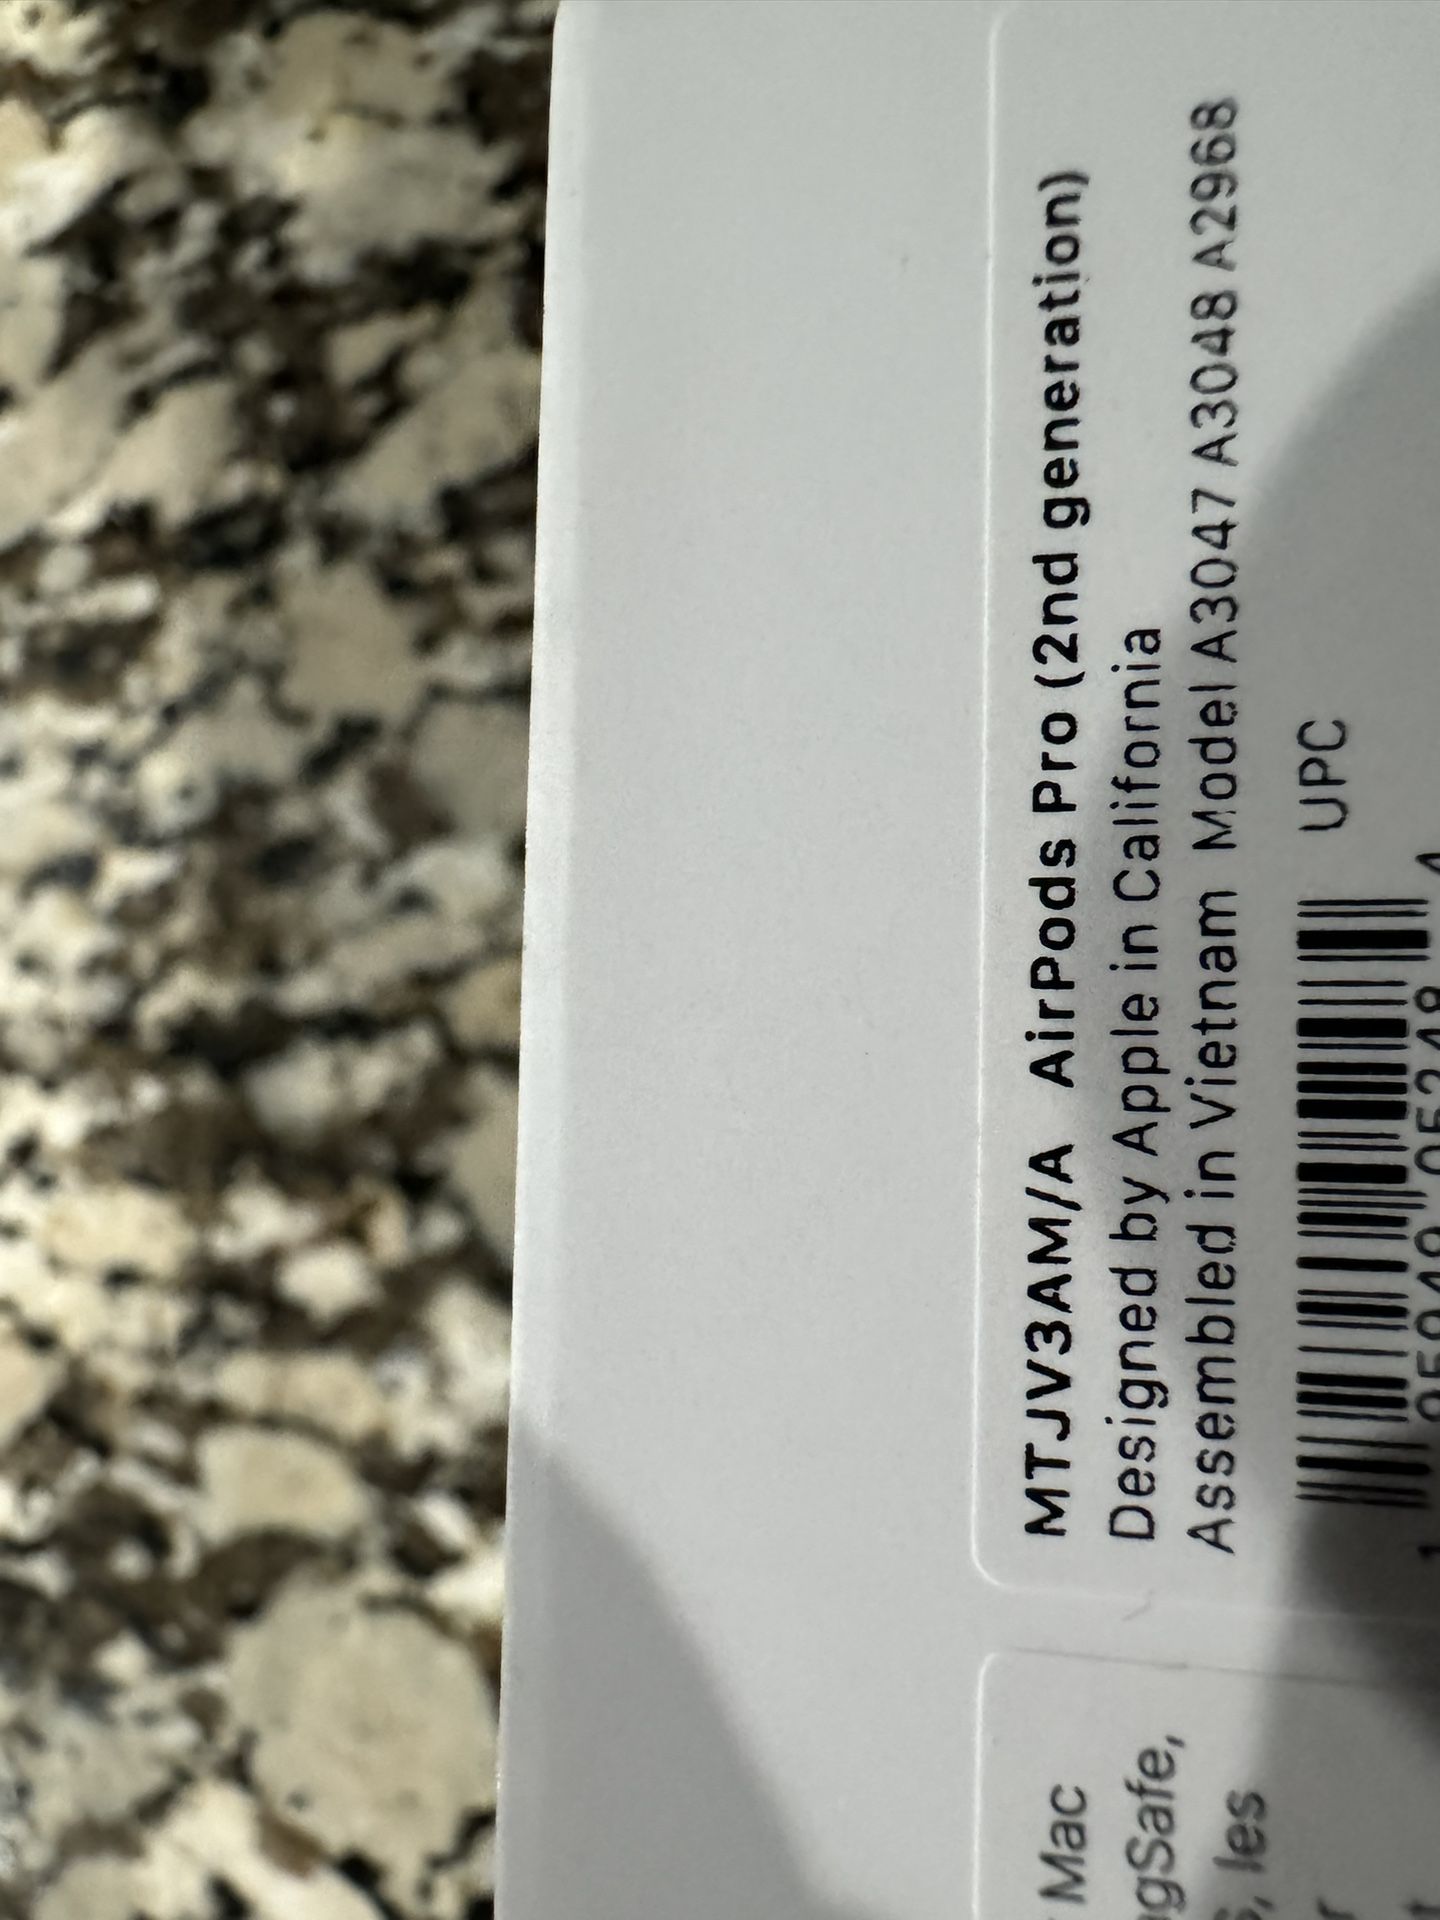 MTJV3AM/A AirPods Pro (2nd generation)
Designed by Apple in California
Assembled in Vietnam Model A3047 A3048 A2968
UPC
Mac
les